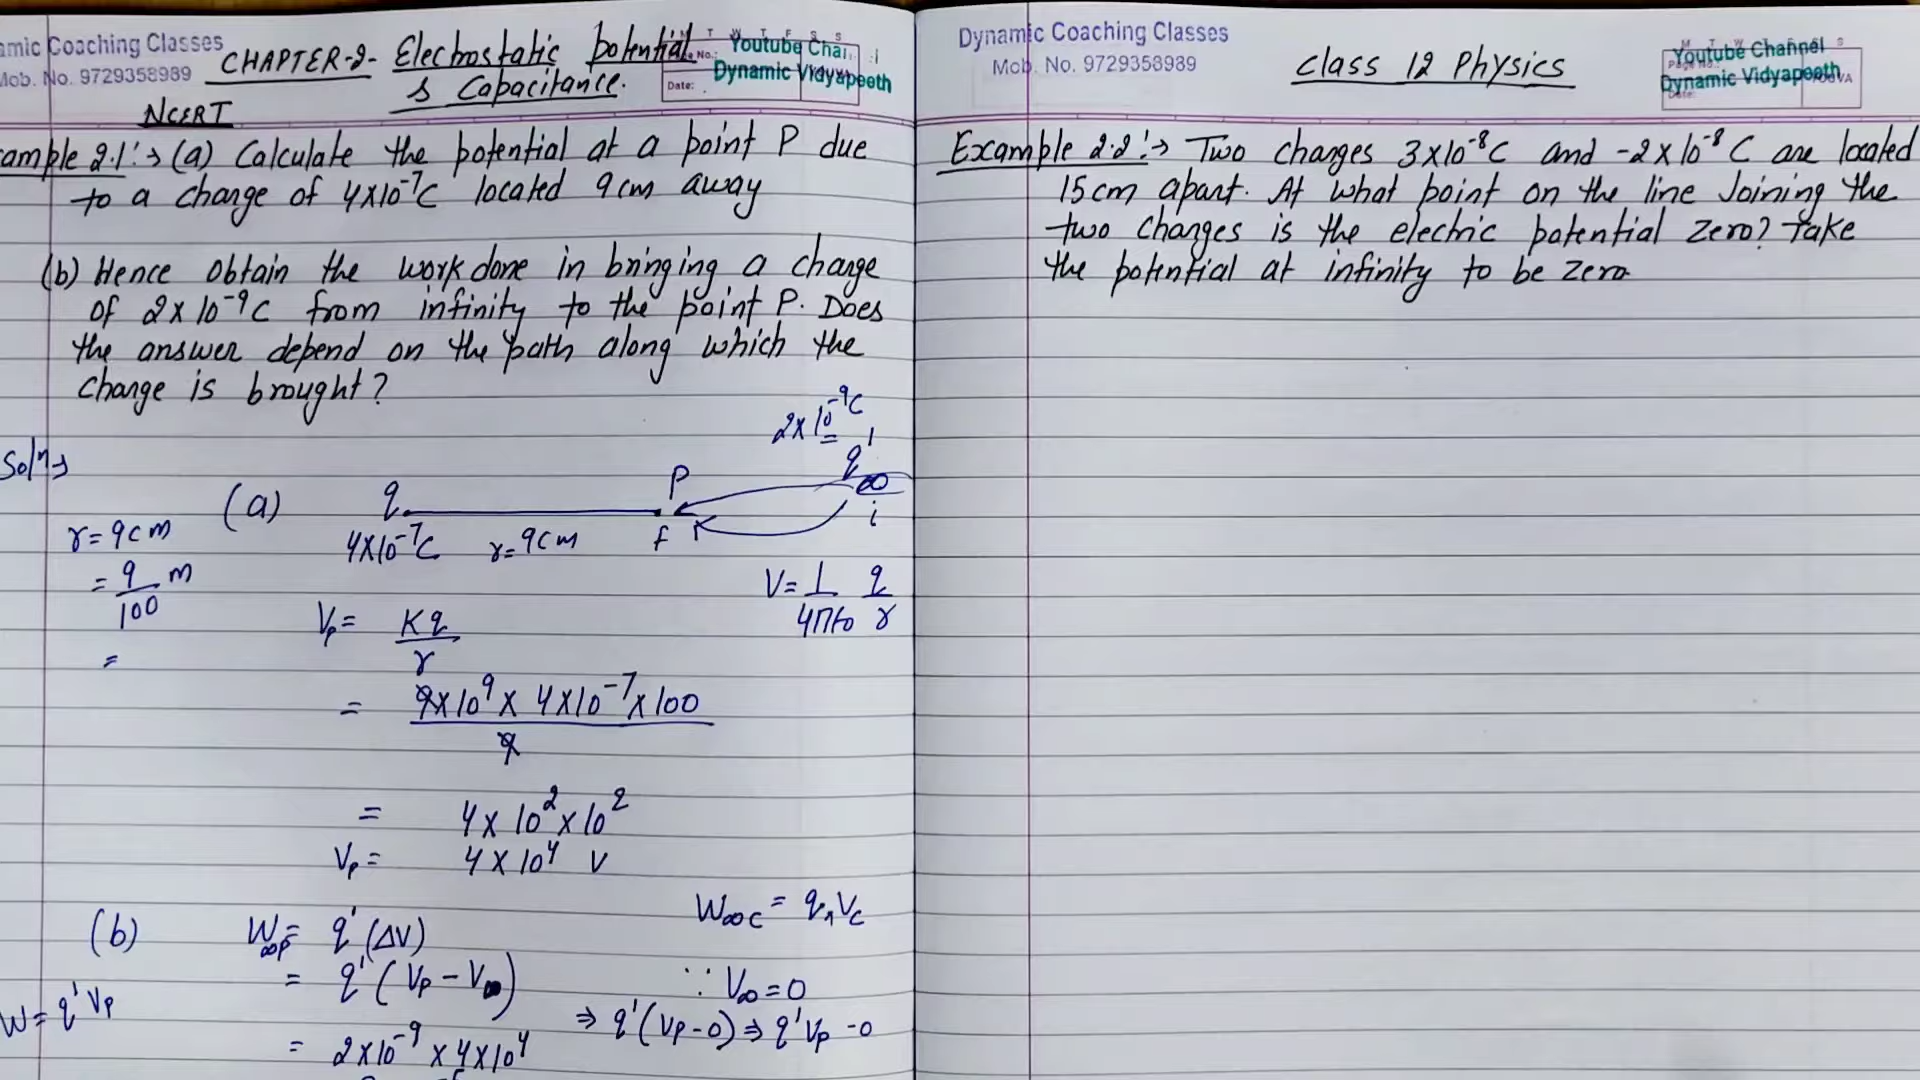 amic Coaching Classes
Mob. No. 9729358989
CHAPTER-2- Electrostatic potential
& Capacitance.
Youtube Chai
Dynamic Vidyapeeth
Date:
NCERT
ample 2.1:→ (a) Calculate the potential at a point P due
to a charge of 4×10⁻⁷C located 9cm away
(b) Hence obtain the work done in bringing a charge
of 2×10⁻⁹C from infinity to the point P. Does
the answer depend on the path along which the
charge is brought?
Solⁿ→
(a)
q
4×10⁻⁷C
r=9cm
P
f
2×10⁻⁹C
q'
∞
i
r=9cm
= 9/100 m
=
V = 1/4πε0 q/r
Vp = Kq/r
= 9×10⁹ × 4×10⁻⁷×100
9
= 4×10²×10²
Vp = 4×10⁴ V
(b) W∞p = q'(ΔV)
= q'(Vp - V∞)
= 2×10⁻⁹ × 4×10⁴
W = q'Vp
W∞c = q₁Vc
∵ V∞=0
⇒ q'(Vp-0) ⇒ q'Vp -0
Dynamic Coaching Classes
Mob. No. 9729358989
Class 12 Physics
Youtube Channel
Dynamic Vidyapeeth
Example 2.2:→ Two charges 3×10⁻⁸C and -2×10⁻⁸C are located
15cm apart. At what point on the line Joining the
two charges is the electric potential zero? Take
the potential at infinity to be zero